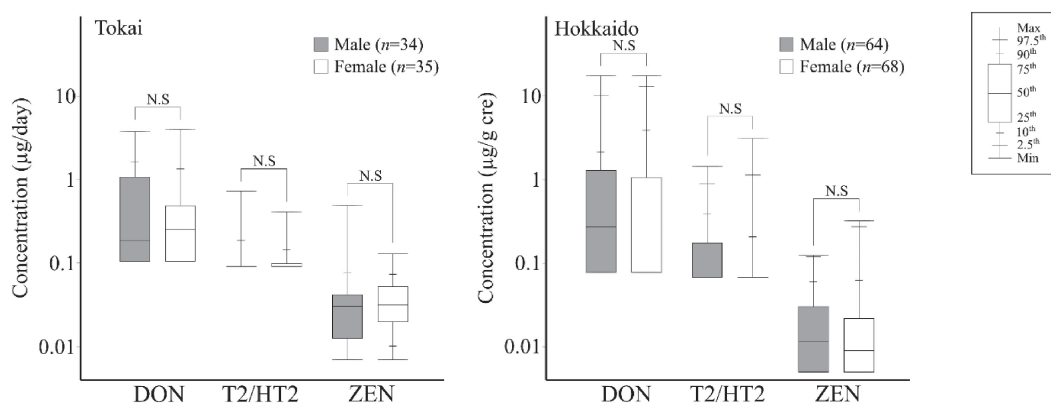 Tokai
Male (n=34)
Female (n=35)
Concentration (μg/day)
10
1
0.1
0.01
N.S
N.S
N.S
DON
T2/HT2
ZEN
Hokkaido
Male (n=64)
Female (n=68)
Concentration (μg/g cre)
10
1
0.1
0.01
N.S
N.S
N.S
DON
T2/HT2
ZEN
Max
97.5th
90th
75th
50th
25th
10th
2.5th
Min